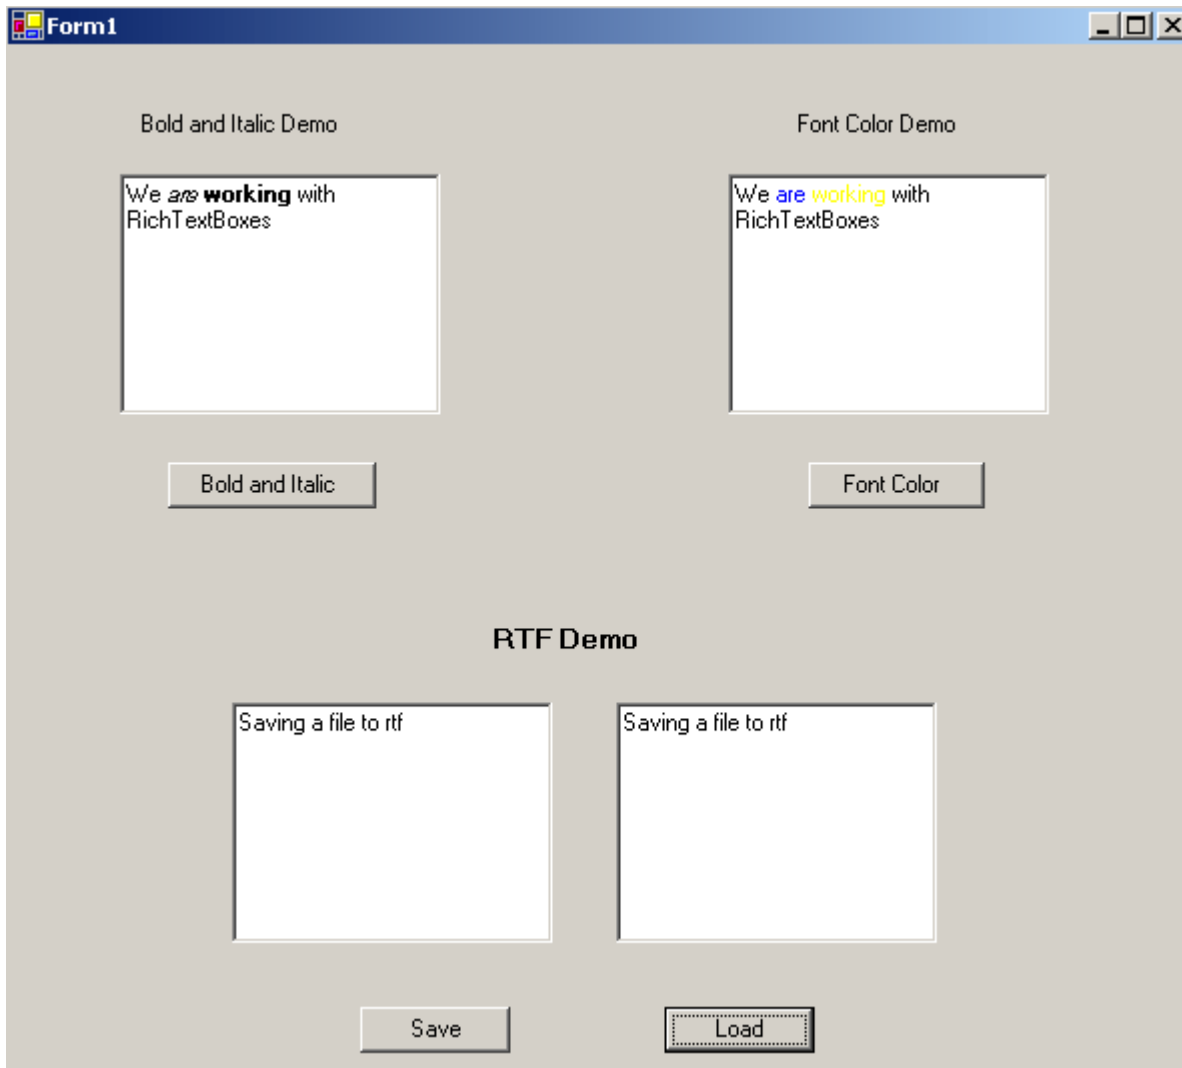 Form1
Bold and Italic Demo
Font Color Demo
We are working with
RichTextBoxes
We are working with
RichTextBoxes
Bold and Italic
Font Color
RTF Demo
Saving a file to rtf
Saving a file to rtf
Save
Load